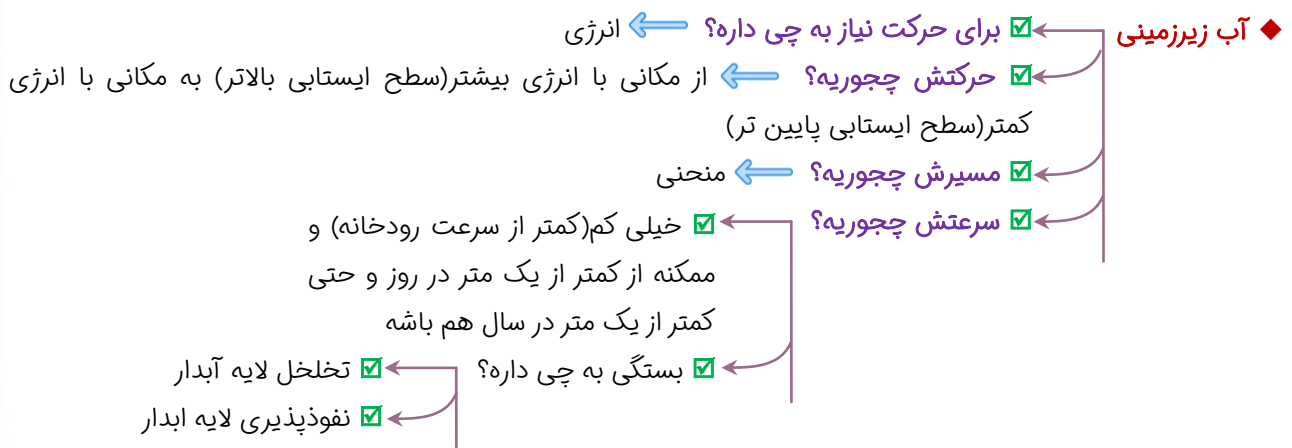 آب زیرزمینی
برای حرکت نیاز به چی داره؟ انرژی
حرکتش چجوریه؟ از مکانی با انرژی بیشتر(سطح ایستابی بالاتر) به مکانی با انرژی
کمتر(سطح ایستابی پایین تر)
مسیرش چجوریه؟ منحنی
سرعتش چجوریه؟
خیلی کم(کمتر از سرعت رودخانه) و
ممکنه از کمتر از یک متر در روز و حتی
کمتر از یک متر در سال هم باشه
بستگی به چی داره؟
تخلخل لایه آبدار
نفوذپذیری لایه ابدار